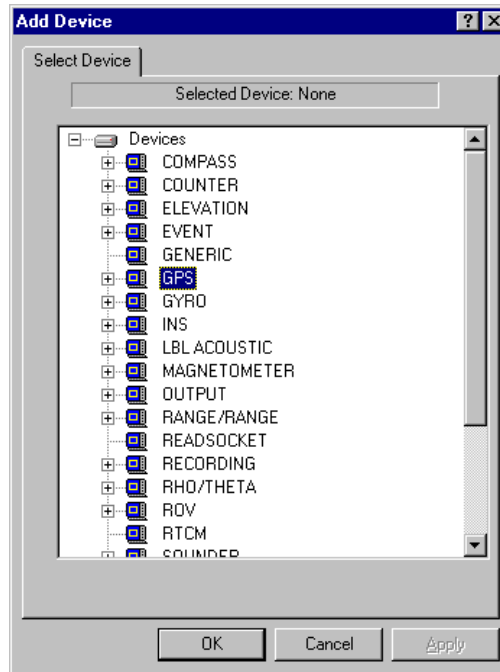 Add Device
Select Device
Selected Device: None
Devices
COMPASS
COUNTER
ELEVATION
EVENT
GENERIC
GPS
GYRO
INS
LBL ACOUSTIC
MAGNETOMETER
OUTPUT
RANGE/RANGE
READSOCKET
RECORDING
RHO/THETA
ROV
RTCM
SOUNDER
OK Cancel Apply